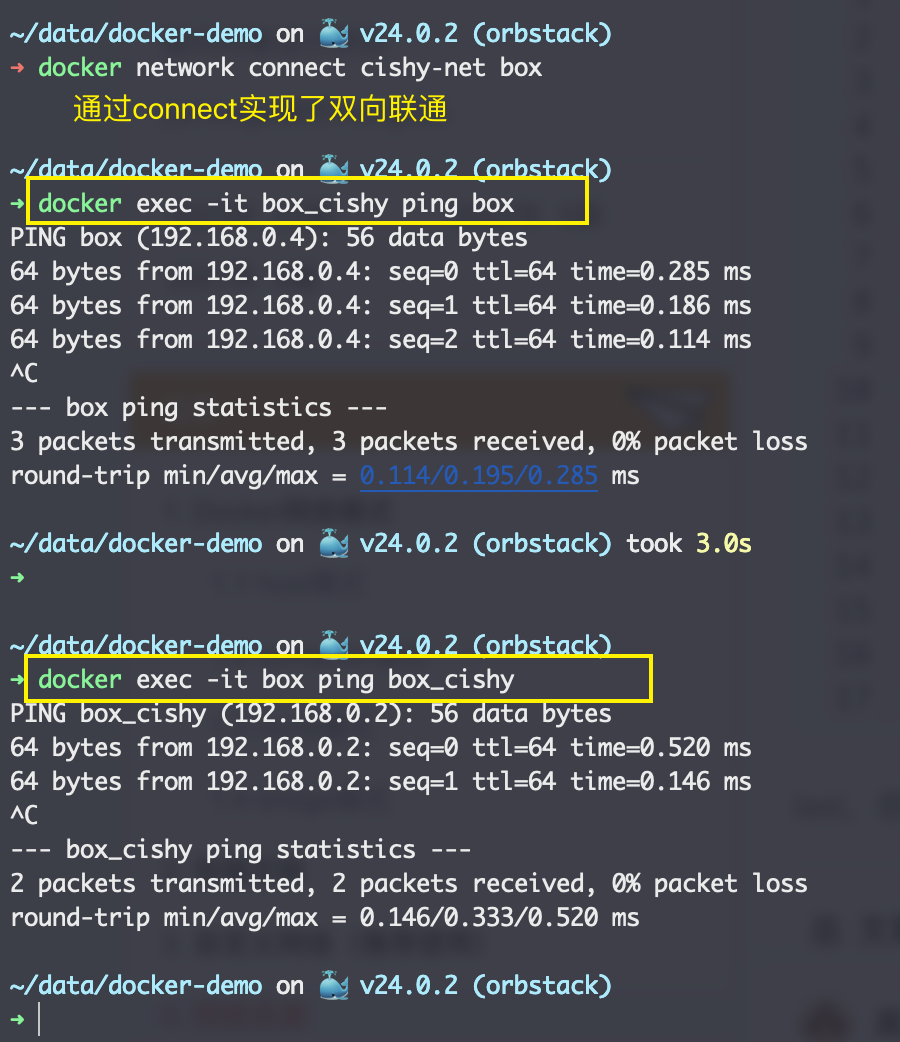 ~/data/docker-demo on 🐳 v24.0.2 (orbstack)
➜ docker network connect cishy-net box
通过connect实现了双向联通
~/data/docker-demo on 🐳 v24.0.2 (orbstack)
➜ docker exec -it box_cishy ping box
PING box (192.168.0.4): 56 data bytes
64 bytes from 192.168.0.4: seq=0 ttl=64 time=0.285 ms
64 bytes from 192.168.0.4: seq=1 ttl=64 time=0.186 ms
64 bytes from 192.168.0.4: seq=2 ttl=64 time=0.114 ms
^C
--- box ping statistics ---
3 packets transmitted, 3 packets received, 0% packet loss
round-trip min/avg/max = 0.114/0.195/0.285 ms
~/data/docker-demo on 🐳 v24.0.2 (orbstack) took 3.0s
➜
~/data/docker-demo on 🐳 v24.0.2 (orbstack)
➜ docker exec -it box ping box_cishy
PING box_cishy (192.168.0.2): 56 data bytes
64 bytes from 192.168.0.2: seq=0 ttl=64 time=0.520 ms
64 bytes from 192.168.0.2: seq=1 ttl=64 time=0.146 ms
^C
--- box_cishy ping statistics ---
2 packets transmitted, 2 packets received, 0% packet loss
round-trip min/avg/max = 0.146/0.333/0.520 ms
~/data/docker-demo on 🐳 v24.0.2 (orbstack)
➜